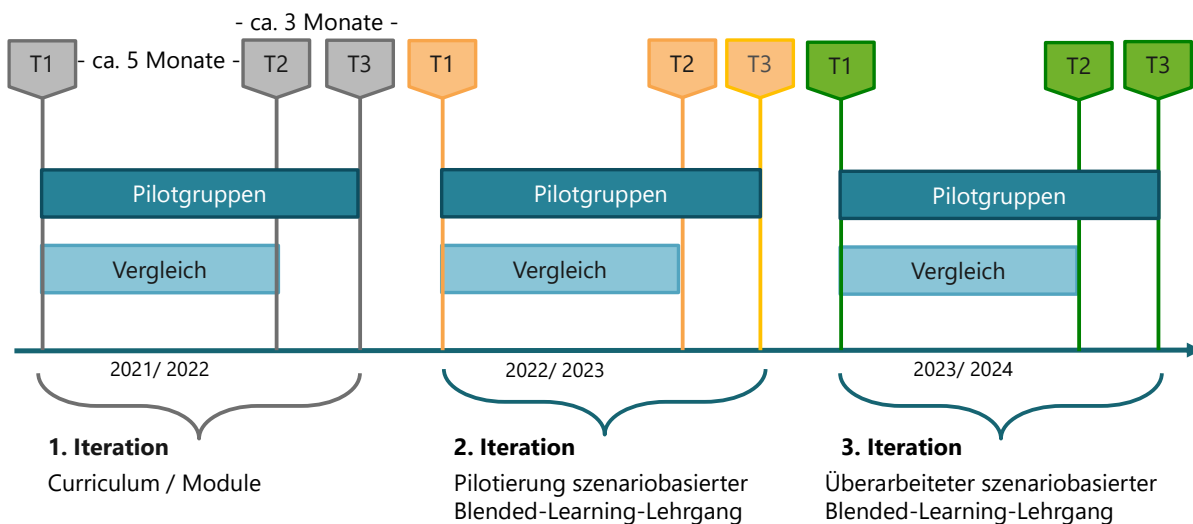 - ca. 3 Monate -
T1 - ca. 5 Monate - T2 T3 T1 T2 T3 T1 T2 T3
Pilotgruppen Pilotgruppen Pilotgruppen
Vergleich Vergleich Vergleich
2021/ 2022 2022/ 2023 2023/ 2024
1. Iteration
Curriculum / Module
2. Iteration
Pilotierung szenariobasierter
Blended-Learning-Lehrgang
3. Iteration
Überarbeiteter szenariobasierter
Blended-Learning-Lehrgang